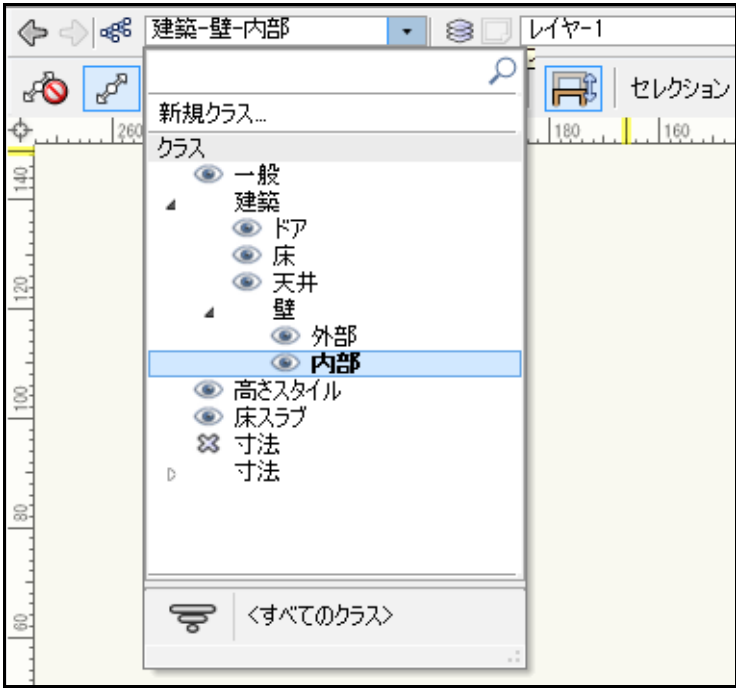 建築-壁-内部
レイヤ-1
セレクション
新規クラス...
クラス
一般
建築
ドア
床
天井
壁
外部
内部
高さスタイル
床スラブ
寸法
寸法
<すべてのクラス>
260
180
160
140
120
100
80
60